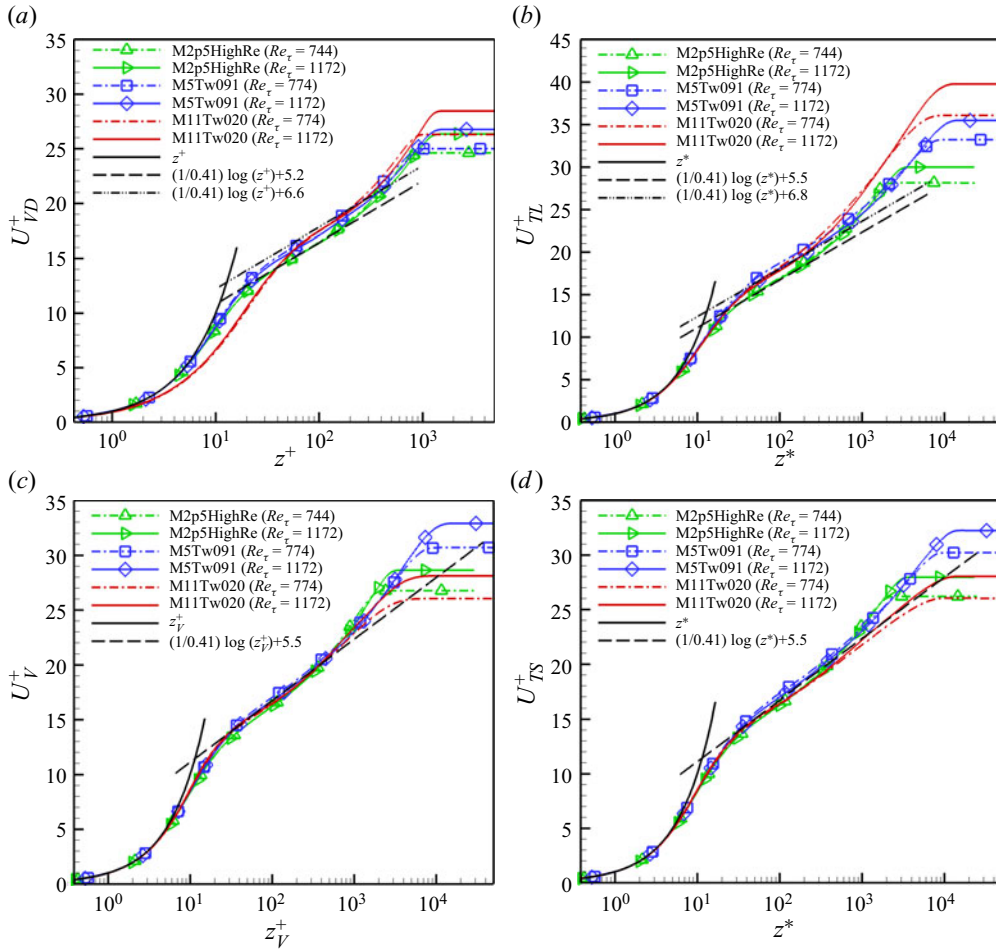 (a)
35
30
25
20
15
10
5
0
U+VD
M2p5HighRe (Reτ = 744)
M2p5HighRe (Reτ = 1172)
M5Tw091 (Reτ = 774)
M5Tw091 (Reτ = 1172)
M11Tw020 (Reτ = 774)
M11Tw020 (Reτ = 1172)
z+
(1/0.41) log (z+)+5.2
(1/0.41) log (z+)+6.6
10^0
10^1
10^2
10^3
z+
(b)
45
40
35
30
25
20
15
10
5
0
U+TL
M2p5HighRe (Reτ = 744)
M2p5HighRe (Reτ = 1172)
M5Tw091 (Reτ = 774)
M5Tw091 (Reτ = 1172)
M11Tw020 (Reτ = 774)
M11Tw020 (Reτ = 1172)
z*
(1/0.41) log (z*)+5.5
(1/0.41) log (z*)+6.8
10^0
10^1
10^2
10^3
10^4
z*
(c)
35
30
25
20
15
10
5
0
U+V
M2p5HighRe (Reτ = 744)
M2p5HighRe (Reτ = 1172)
M5Tw091 (Reτ = 774)
M5Tw091 (Reτ = 1172)
M11Tw020 (Reτ = 774)
M11Tw020 (Reτ = 1172)
z+V
(1/0.41) log (z+V)+5.5
10^0
10^1
10^2
10^3
10^4
z+V
(d)
35
30
25
20
15
10
5
0
U+TS
M2p5HighRe (Reτ = 744)
M2p5HighRe (Reτ = 1172)
M5Tw091 (Reτ = 774)
M5Tw091 (Reτ = 1172)
M11Tw020 (Reτ = 774)
M11Tw020 (Reτ = 1172)
z*
(1/0.41) log (z*)+5.5
10^0
10^1
10^2
10^3
10^4
z*